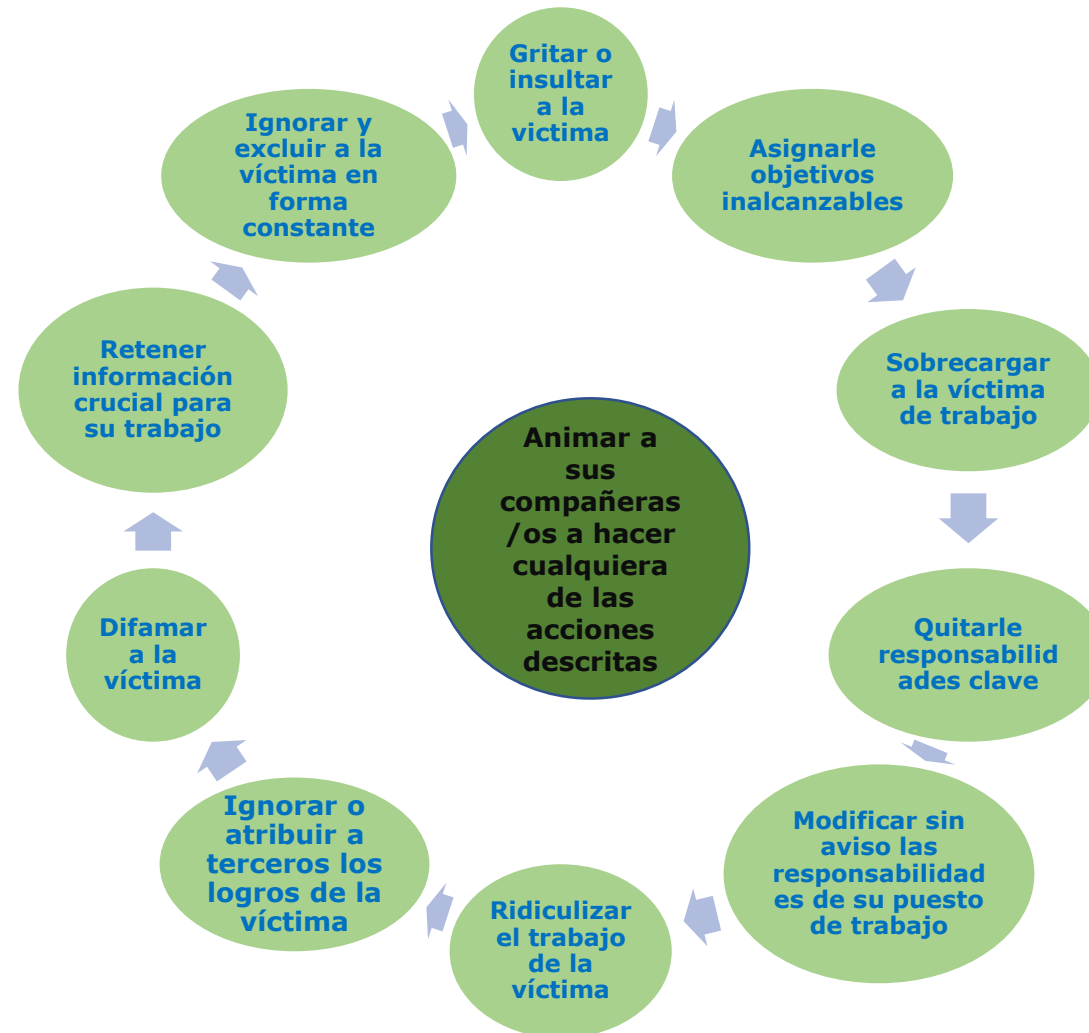 Gritar o
insultar
a la
victima
Asignarle
objetivos
inalcanzables
Sobrecargar
a la víctima
de trabajo
Quitarle
responsabilid
ades clave
Modificar sin
aviso las
responsabilidad
es de su puesto
de trabajo
Ridiculizar
el trabajo
de la
víctima
Ignorar o
atribuir a
terceros los
logros de la
víctima
Difamar
a la
víctima
Retener
información
crucial para
su trabajo
Ignorar y
excluir a la
víctima en
forma
constante
Animar a
sus
compañeras
/os a hacer
cualquiera
de las
acciones
descritas